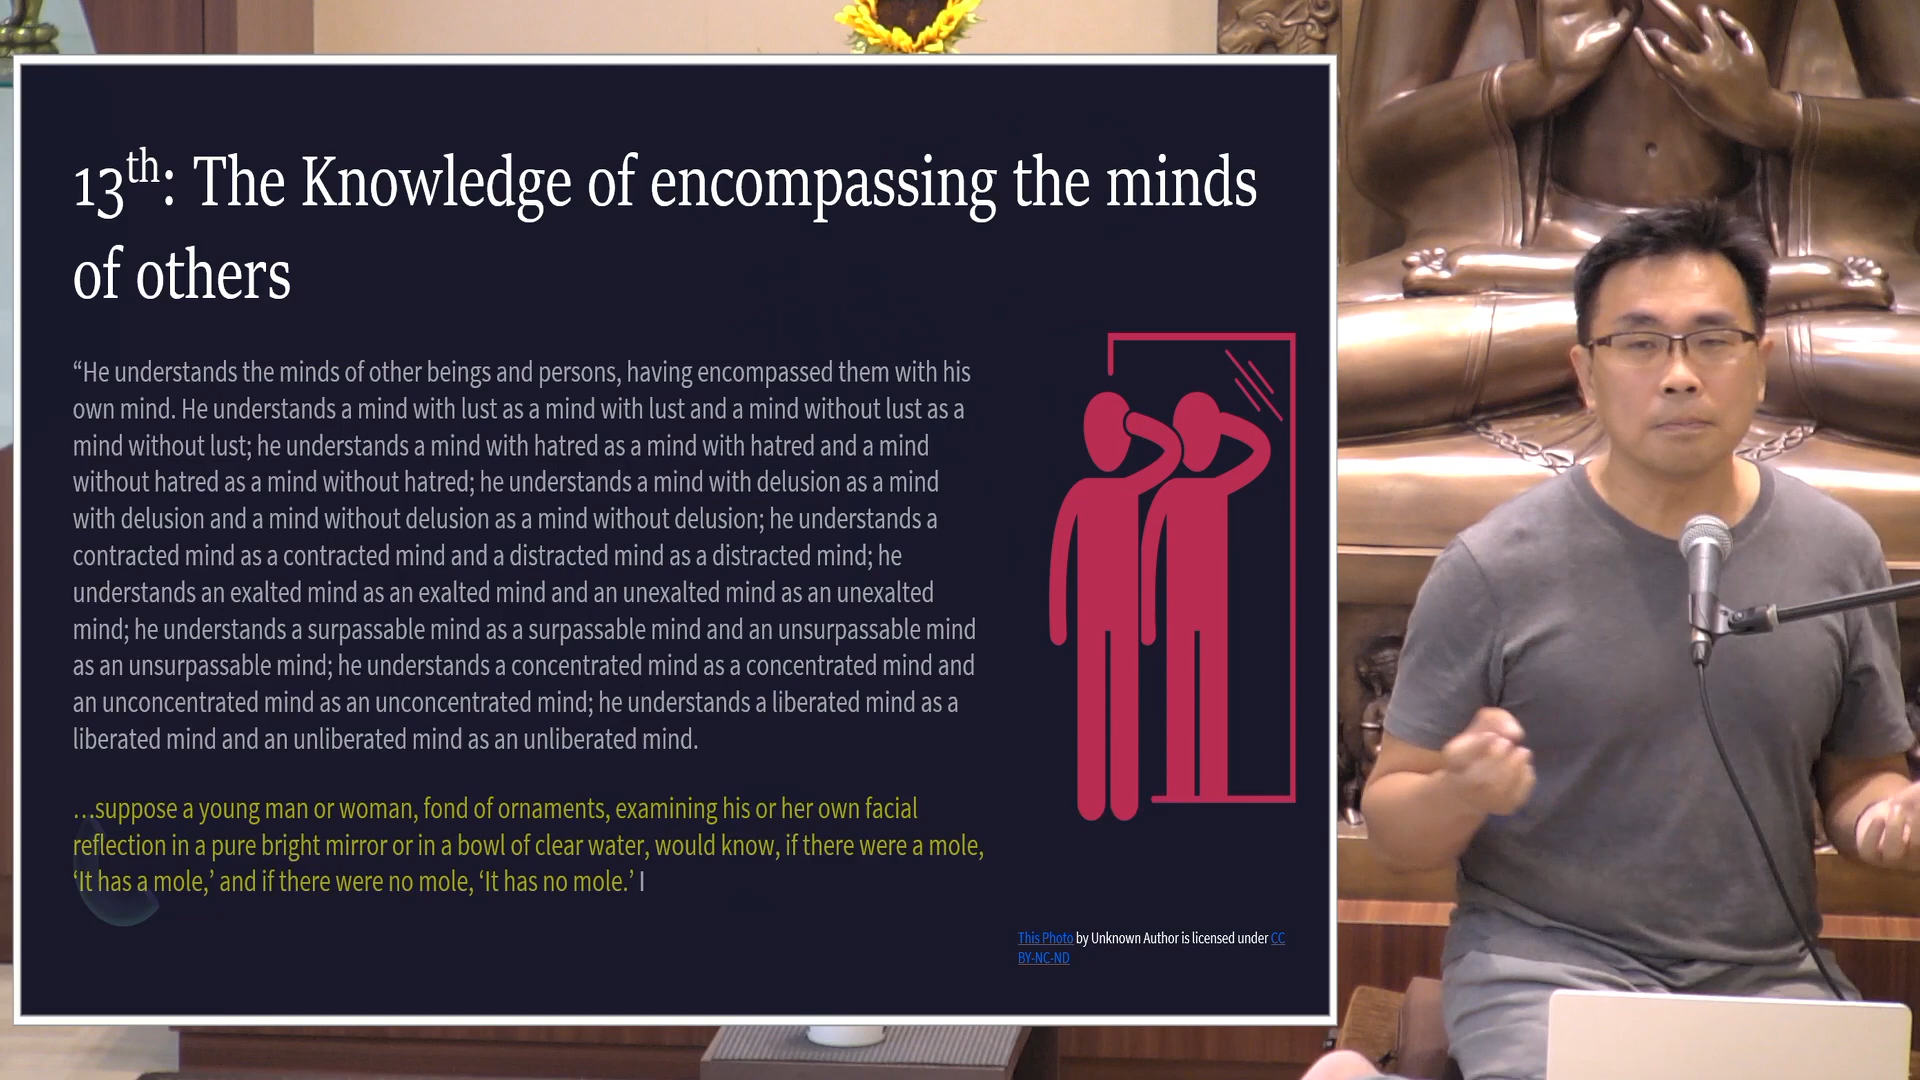 13th: The Knowledge of encompassing the minds
of others
“He understands the minds of other beings and persons, having encompassed them with his
own mind. He understands a mind with lust as a mind with lust and a mind without lust as a
mind without lust; he understands a mind with hatred as a mind with hatred and a mind
without hatred as a mind without hatred; he understands a mind with delusion as a mind
with delusion and a mind without delusion as a mind without delusion; he understands a
contracted mind as a contracted mind and a distracted mind as a distracted mind; he
understands an exalted mind as an exalted mind and an unexalted mind as an unexalted
mind; he understands a surpassable mind as a surpassable mind and an unsurpassable mind
as an unsurpassable mind; he understands a concentrated mind as a concentrated mind and
an unconcentrated mind as an unconcentrated mind; he understands a liberated mind as a
liberated mind and an unliberated mind as an unliberated mind.
…suppose a young man or woman, fond of ornaments, examining his or her own facial
reflection in a pure bright mirror or in a bowl of clear water, would know, if there were a mole,
‘It has a mole,’ and if there were no mole, ‘It has no mole.’
This Photo by Unknown Author is licensed under CC
BY-NC-ND